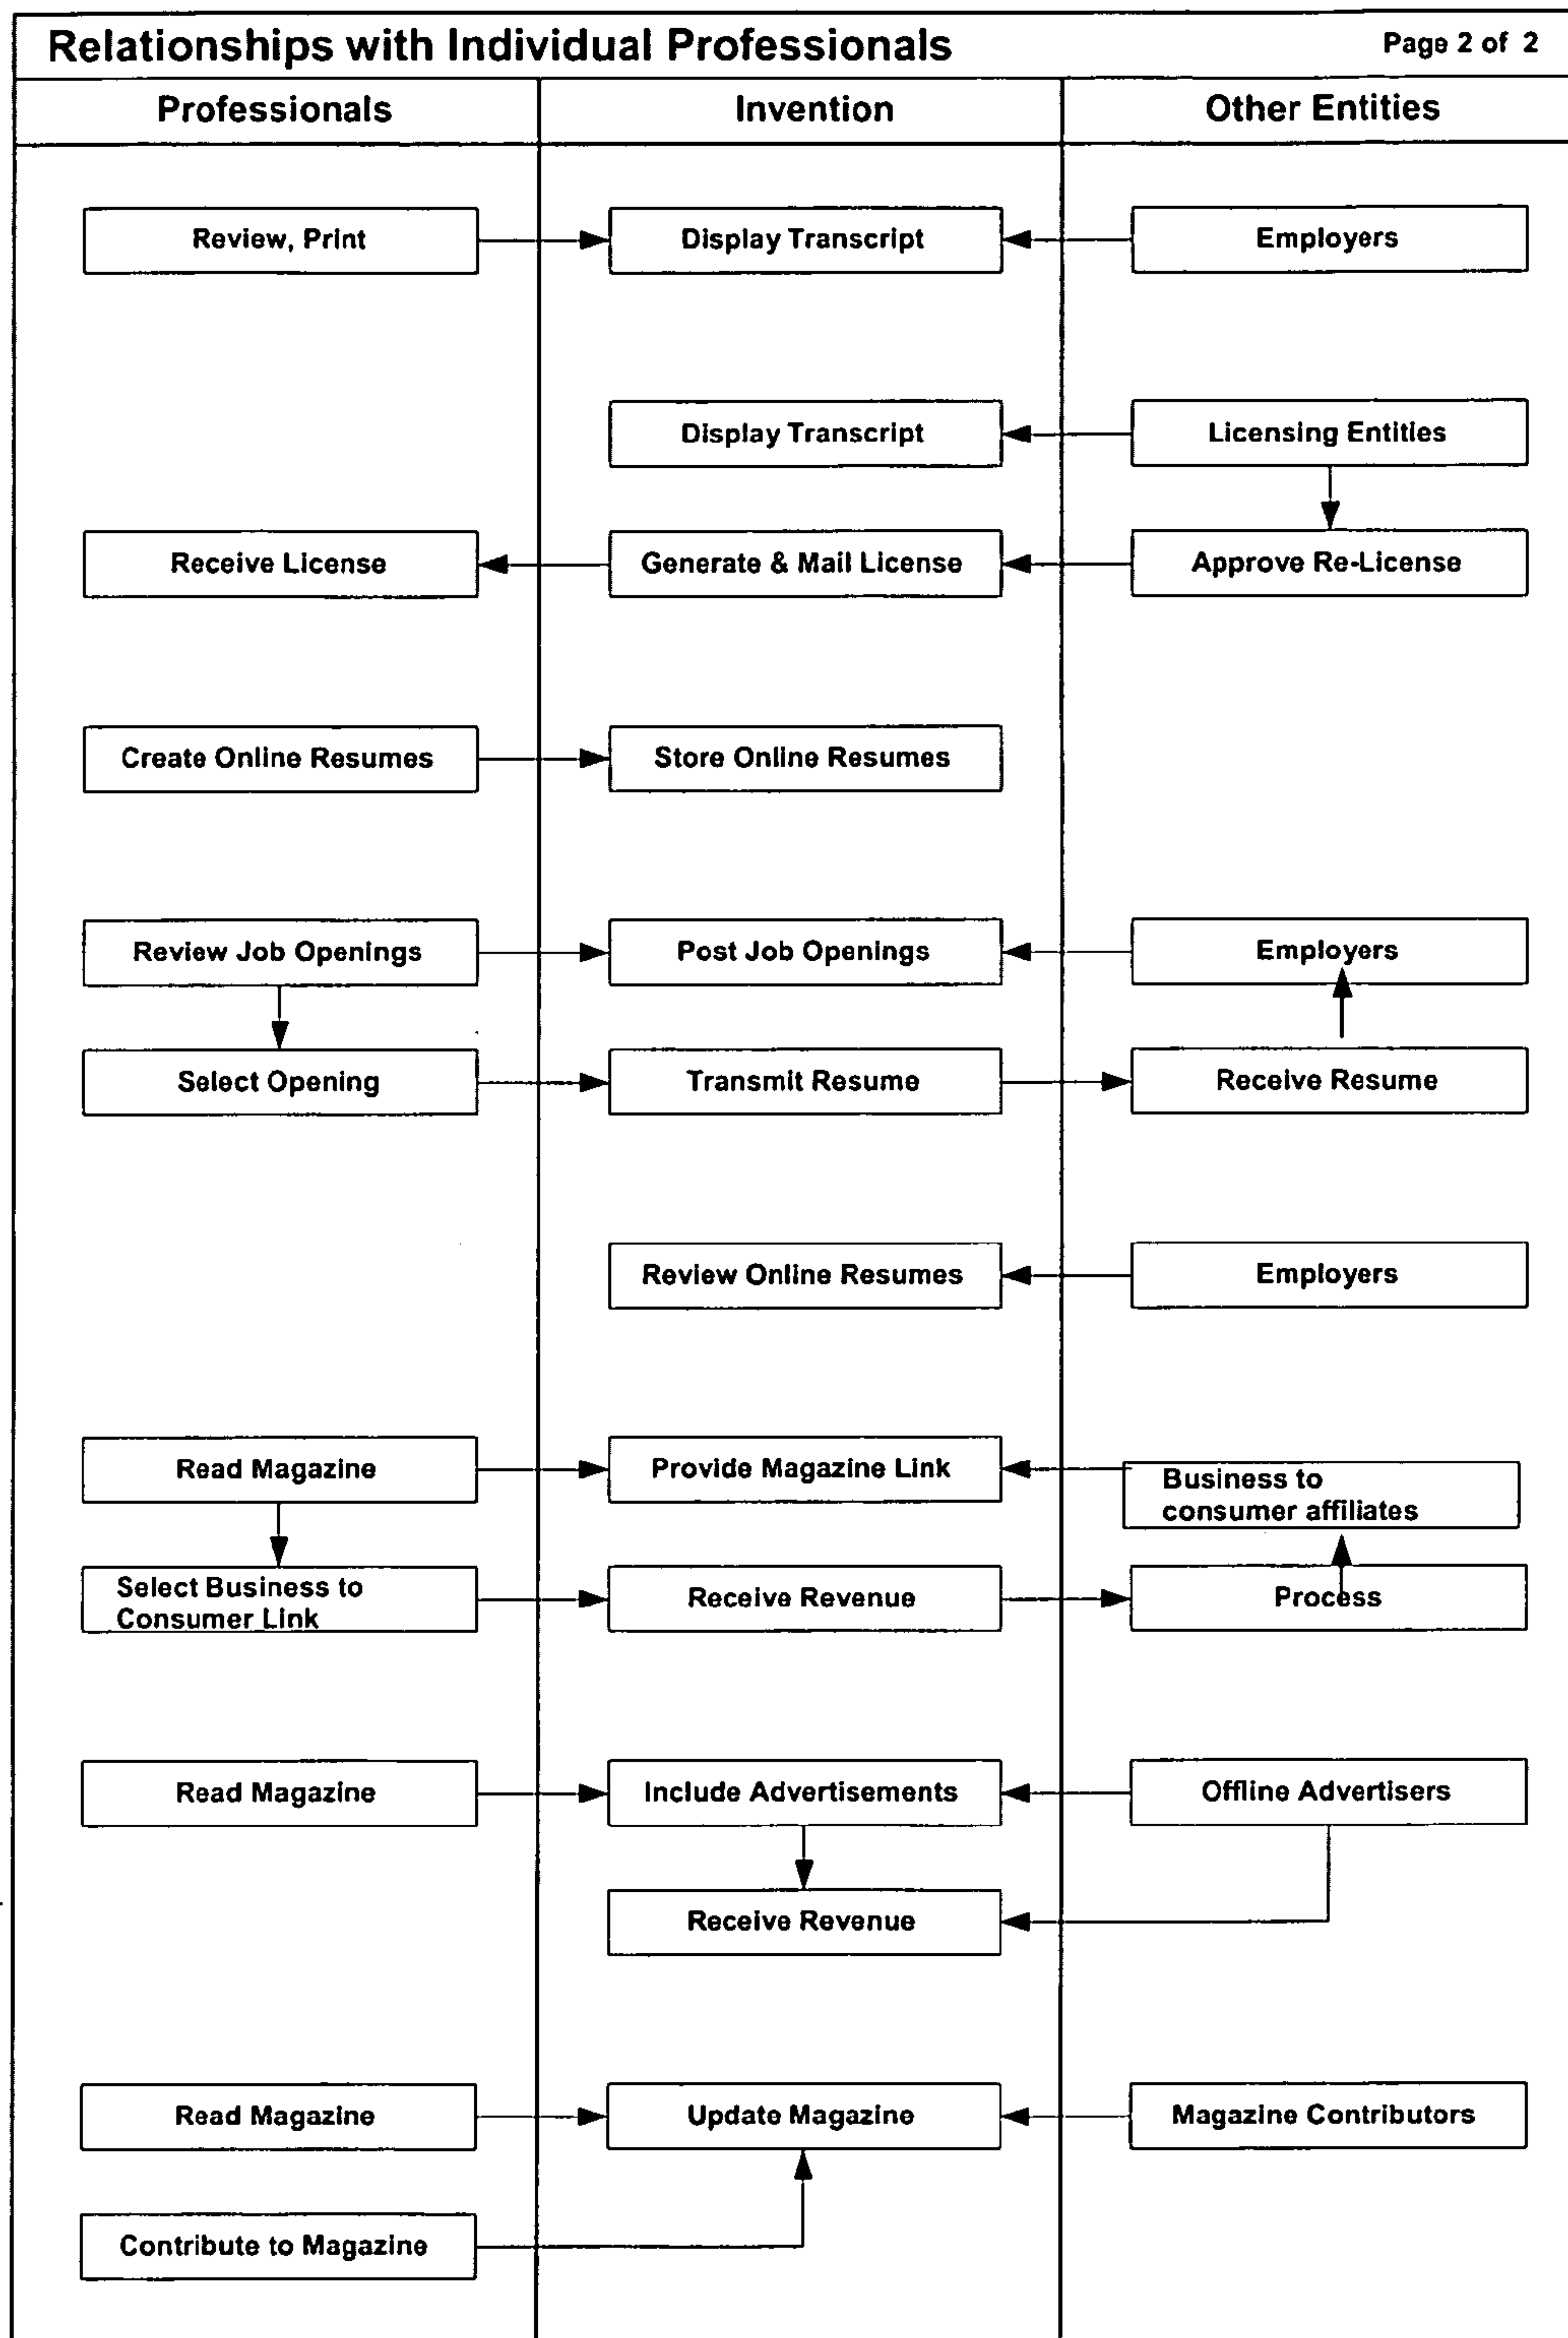 Relationships with Individual Professionals
Page 2 of 2
Professionals
Invention
Other Entities
Review, Print
Display Transcript
Employers
Display Transcript
Licensing Entities
Receive License
Generate & Mail License
Approve Re-License
Create Online Resumes
Store Online Resumes
Review Job Openings
Post Job Openings
Employers
Select Opening
Transmit Resume
Receive Resume
Review Online Resumes
Employers
Read Magazine
Provide Magazine Link
Business to
consumer affiliates
Select Business to
Consumer Link
Receive Revenue
Process
Read Magazine
Include Advertisements
Offline Advertisers
Receive Revenue
Read Magazine
Update Magazine
Magazine Contributors
Contribute to Magazine